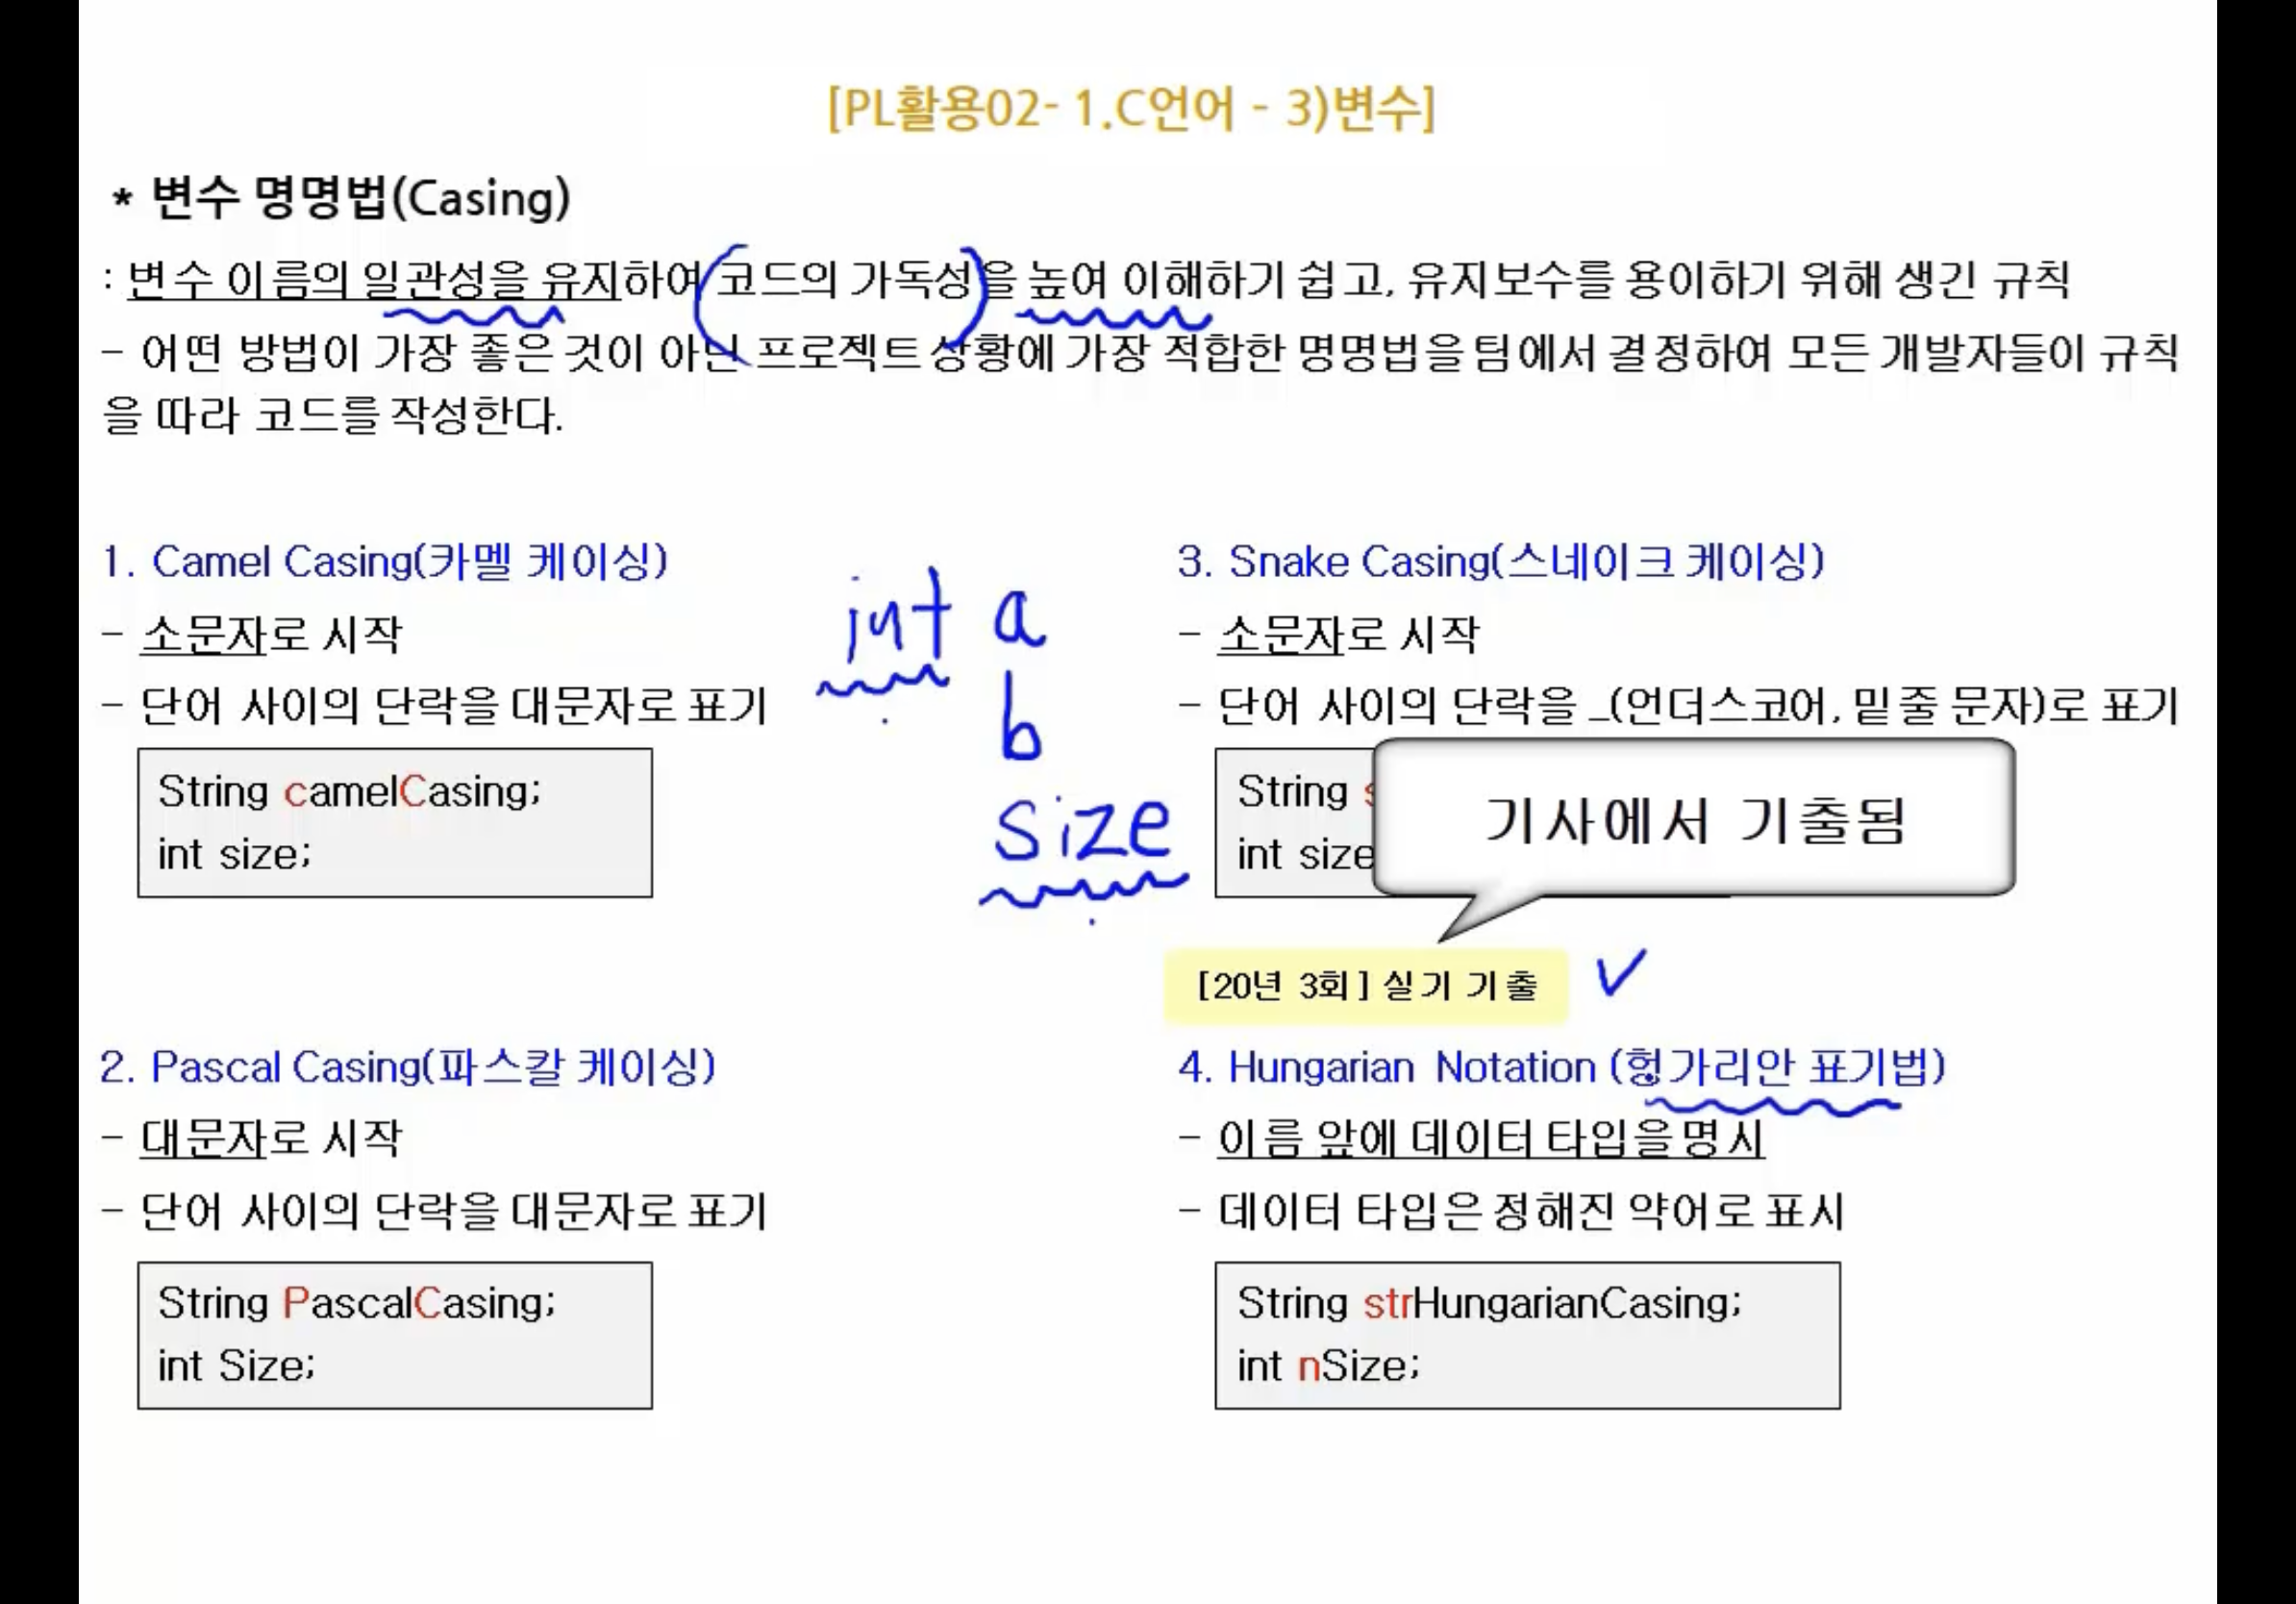 [PL활용02- 1.C언어 - 3)변수]
* 변수 명명법(Casing)
: 변수 이름의 일관성을 유지하여 코드의 가독성을 높여 이해하기 쉽고, 유지보수를 용이하기 위해 생긴 규칙
- 어떤 방법이 가장 좋은 것이 아닌 프로젝트 상황에 가장 적합한 명명법을 팀에서 결정하여 모든 개발자들이 규칙
을 따라 코드를 작성한다.
1. Camel Casing(카멜 케이싱)
- 소문자로 시작
- 단어 사이의 단락을 대문자로 표기
String camelCasing;
int size;
int a
b
size
3. Snake Casing(스네이크 케이싱)
- 소문자로 시작
- 단어 사이의 단락을 _(언더스코어, 밑줄 문자)로 표기
String
int size
기사에서 기출됨
[20년 3회] 실기 기출
2. Pascal Casing(파스칼 케이싱)
- 대문자로 시작
- 단어 사이의 단락을 대문자로 표기
String PascalCasing;
int Size;
4. Hungarian Notation (헝가리안 표기법)
- 이름 앞에 데이터 타입을 명시
- 데이터 타입은 정해진 약어로 표시
String strHungarianCasing;
int nSize;